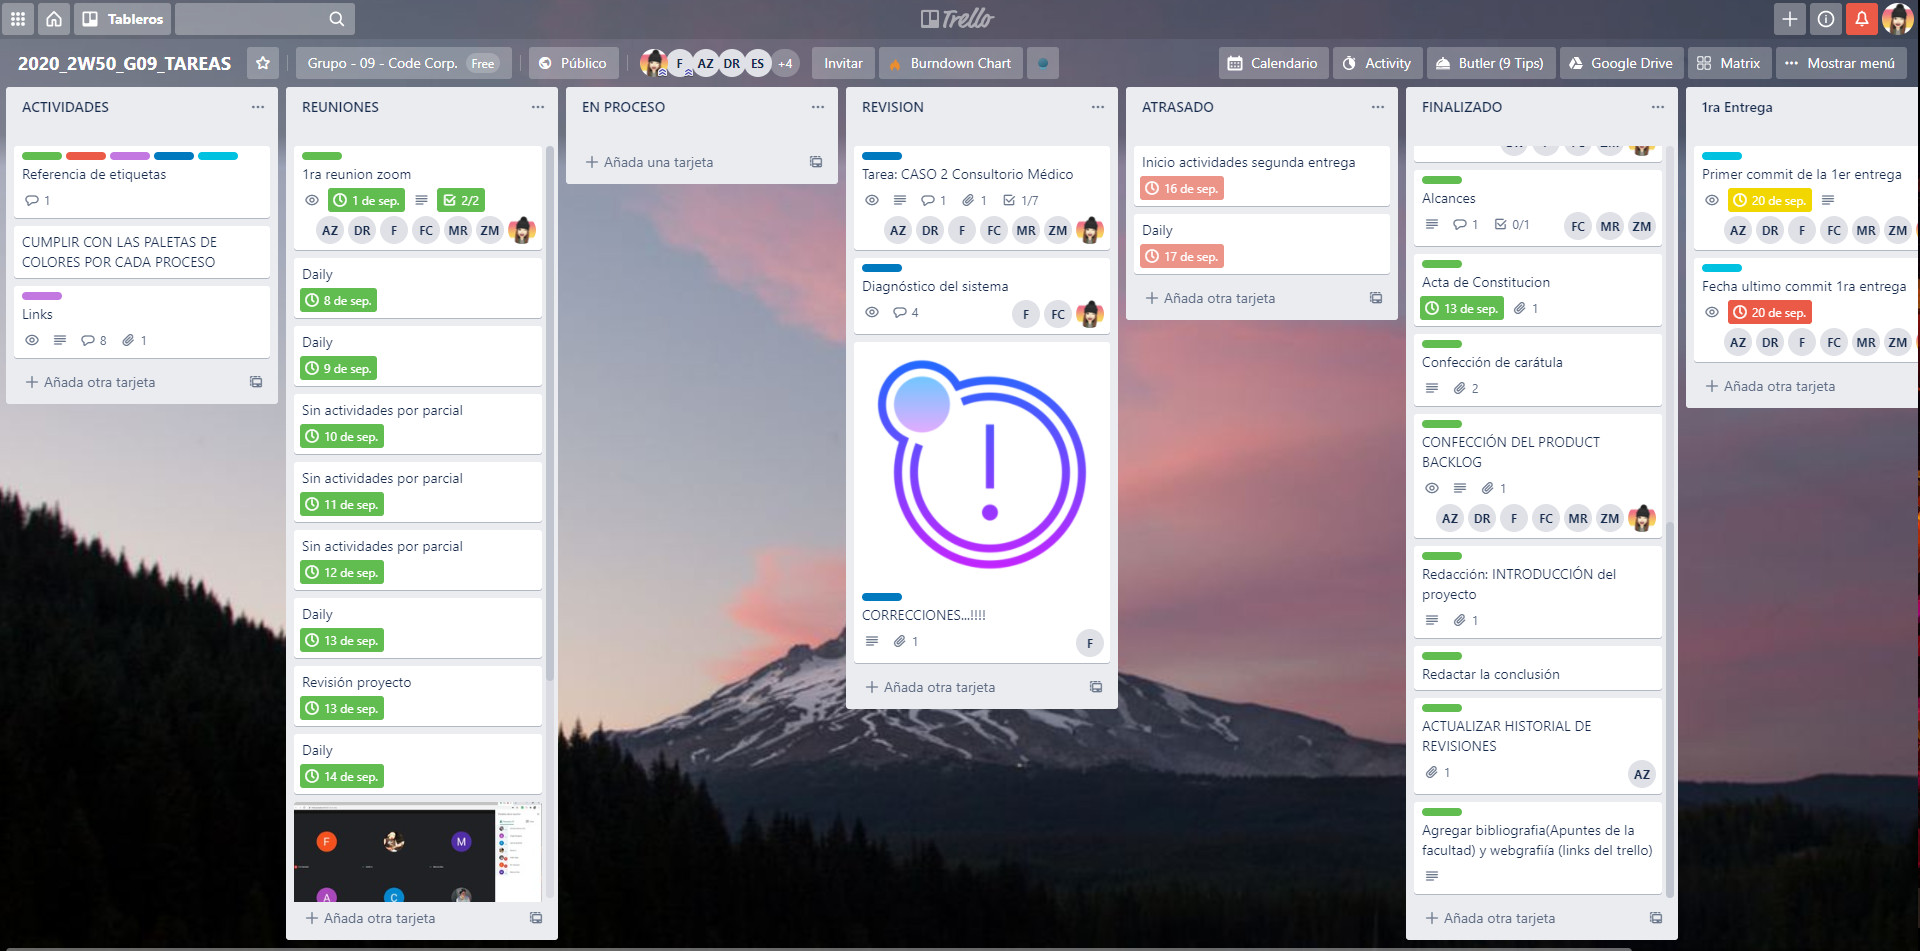 Tableros
Trello
2020_2W50_G09_TAREAS
Grupo - 09 - Code Corp. Free
Público
F AZ DR ES +4
Invitar
Burndown Chart
Calendario
Activity
Butler (9 Tips)
Google Drive
Matrix
Mostrar menú
ACTIVIDADES
Referencia de etiquetas
1
CUMPLIR CON LAS PALETAS DE
COLORES POR CADA PROCESO
Links
8 1
Añada otra tarjeta
REUNIONES
1ra reunion zoom
1 de sep. 2/2
AZ DR F FC MR ZM
Daily
8 de sep.
Daily
9 de sep.
Sin actividades por parcial
10 de sep.
Sin actividades por parcial
11 de sep.
Sin actividades por parcial
12 de sep.
Daily
13 de sep.
Revisión proyecto
13 de sep.
Daily
14 de sep.
F M
A C
Añada otra tarjeta
EN PROCESO
Añada una tarjeta
REVISION
Tarea: CASO 2 Consultorio Médico
1 1 1/7
AZ DR F FC MR ZM
Diagnóstico del sistema
4 F FC
CORRECCIONES...!!!!
1 F
Añada otra tarjeta
ATRASADO
Inicio actividades segunda entrega
16 de sep.
Daily
17 de sep.
Añada otra tarjeta
FINALIZADO
Alcances
1 0/1 FC MR ZM
Acta de Constitucion
13 de sep. 1
Confección de carátula
2
CONFECCIÓN DEL PRODUCT
BACKLOG
1
AZ DR F FC MR ZM
Redacción: INTRODUCCIÓN del
proyecto
1
Redactar la conclusión
ACTUALIZAR HISTORIAL DE
REVISIONES
1 AZ
Agregar bibliografia(Apuntes de la
facultad) y webgrafiía (links del trello)
Añada otra tarjeta
1ra Entrega
Primer commit de la 1er entrega
20 de sep.
AZ DR F FC MR ZM
Fecha ultimo commit 1ra entrega
20 de sep.
AZ DR F FC MR ZM
Añada otra tarjeta